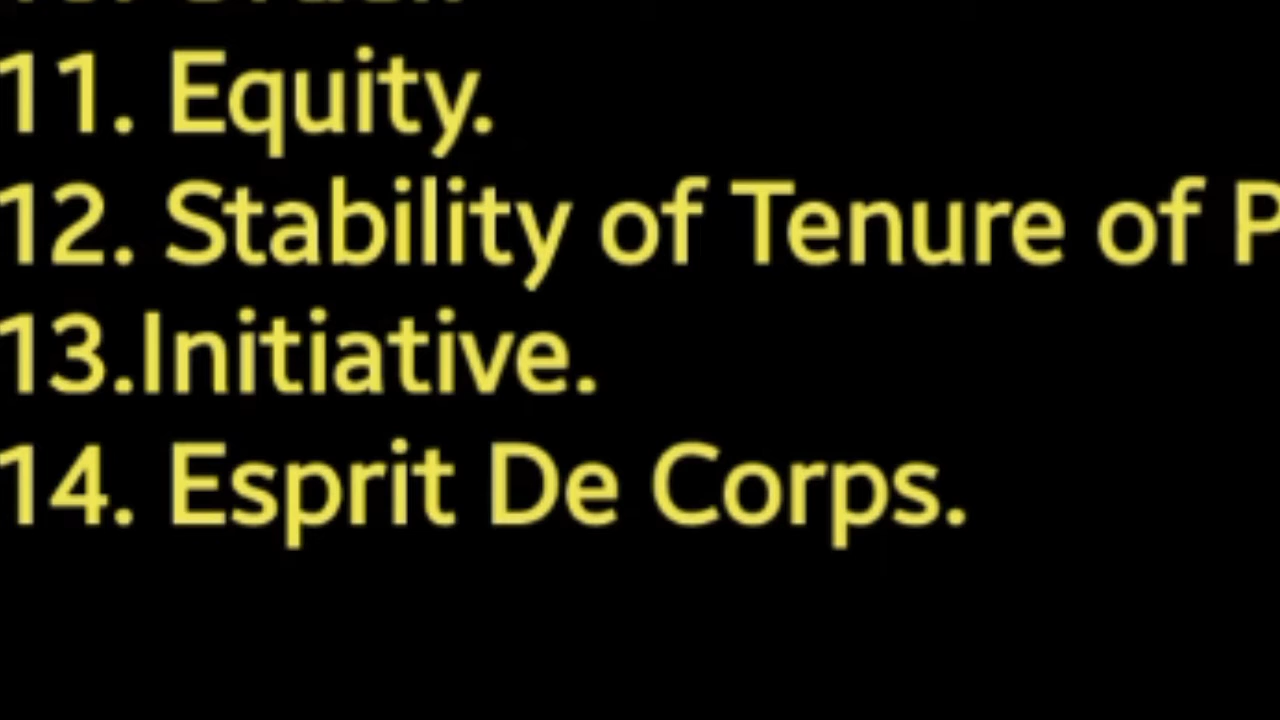 11. Equity.
12. Stability of Tenure of
13.Initiative.
14. Esprit De Corps.